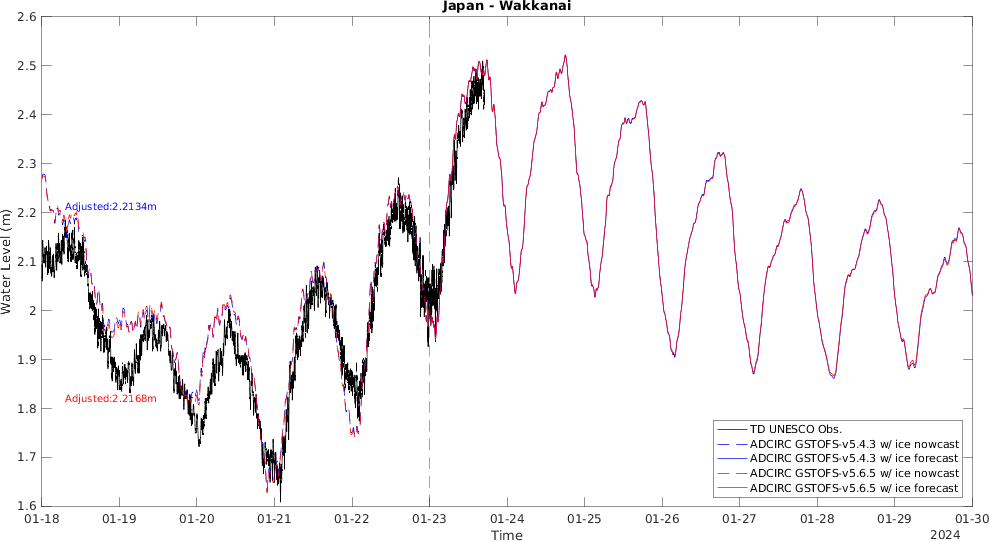 Japan - Wakkanai
2.6
2.5
2.4
2.3
2.2
2.1
2
1.9
1.8
1.7
1.6
Water Level (m)
Adjusted:2.2134m
Adjusted:2.2168m
TD UNESCO Obs.
ADCIRC GSTOFS-v5.4.3 w/ ice nowcast
ADCIRC GSTOFS-v5.4.3 w/ ice forecast
ADCIRC GSTOFS-v5.6.5 w/ ice nowcast
ADCIRC GSTOFS-v5.6.5 w/ ice forecast
01-18 01-19 01-20 01-21 01-22 01-23 01-24 01-25 01-26 01-27 01-28 01-29 01-30
Time
2024